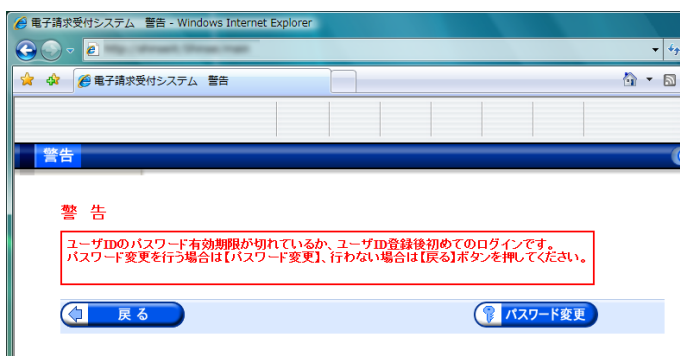 電子請求受付システム　警告 - Windows Internet Explorer
電子請求受付システム　警告
警告
警 告
ユーザIDのパスワード有効期限が切れているか、ユーザID登録後初めてのログインです。
パスワード変更を行う場合は【パスワード変更】、行わない場合は【戻る】ボタンを押してください。
戻 る
パスワード変更